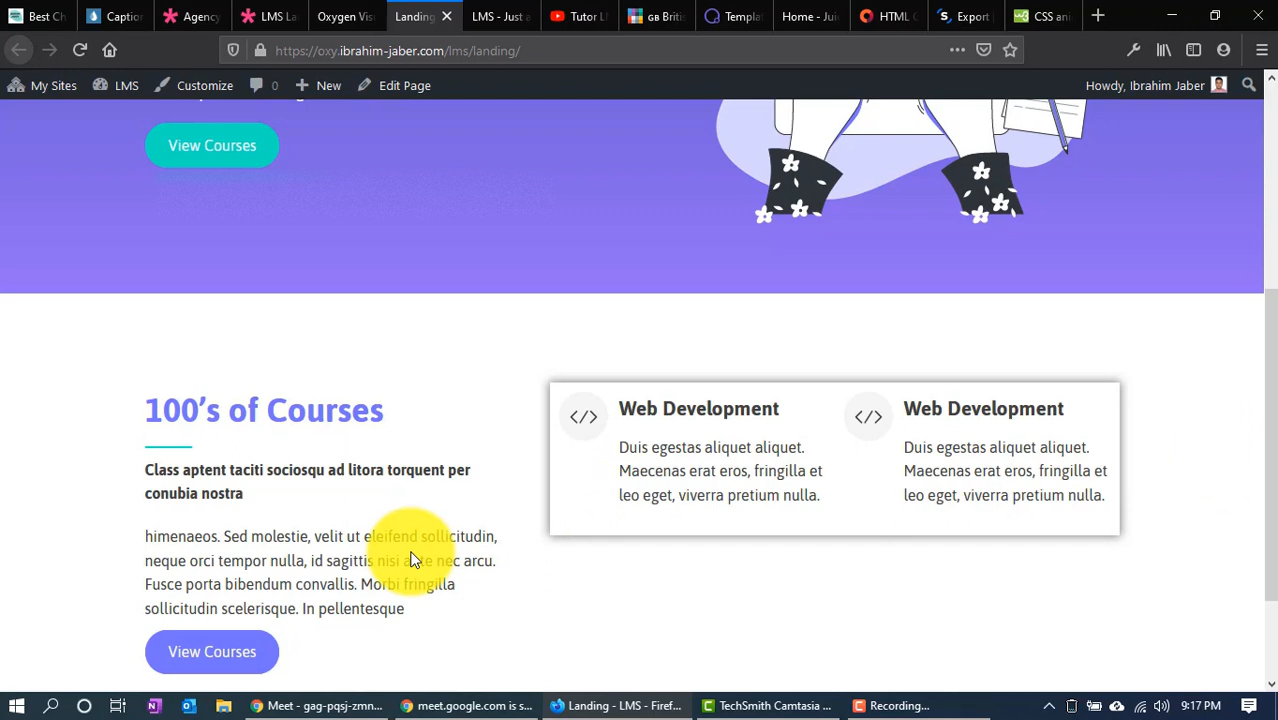 Best Ch
Caption
Agency
LMS La
Oxygen Vis
Landing
LMS - Just a
Tutor L
GB Britis
Templat
Home - Jui
HTML C
Export
CSS an
https://oxy.ibrahim-jaber.com/lms/landing/
My Sites
LMS
Customize
0
New
Edit Page
Howdy, Ibrahim Jaber
View Courses
100’s of Courses
Class aptent taciti sociosqu ad litora torquent per
conubia nostra
himenaeos. Sed molestie, velit ut eleifend sollicitudin,
neque orci tempor nulla, id sagittis nisi ante nec arcu.
Fusce porta bibendum convallis. Morbi fringilla
sollicitudin scelerisque. In pellentesque
View Courses
Web Development
Duis egestas aliquet aliquet.
Maecenas erat eros, fringilla et
leo eget, viverra pretium nulla.
Web Development
Duis egestas aliquet aliquet.
Maecenas erat eros, fringilla et
leo eget, viverra pretium nulla.
Meet - gag-pqsj-zmn...
meet.google.com is s...
Landing - LMS - Firef...
TechSmith Camtasia ...
Recording...
9:17 PM